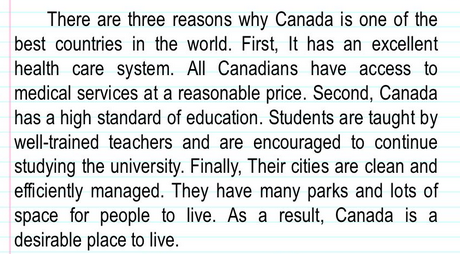 There are three reasons why Canada is one of the
best countries in the world. First, It has an excellent
health care system. All Canadians have access to
medical services at a reasonable price. Second, Canada
has a high standard of education. Students are taught by
well-trained teachers and are encouraged to continue
studying the university. Finally, Their cities are clean and
efficiently managed. They have many parks and lots of
space for people to live. As a result, Canada is a
desirable place to live.